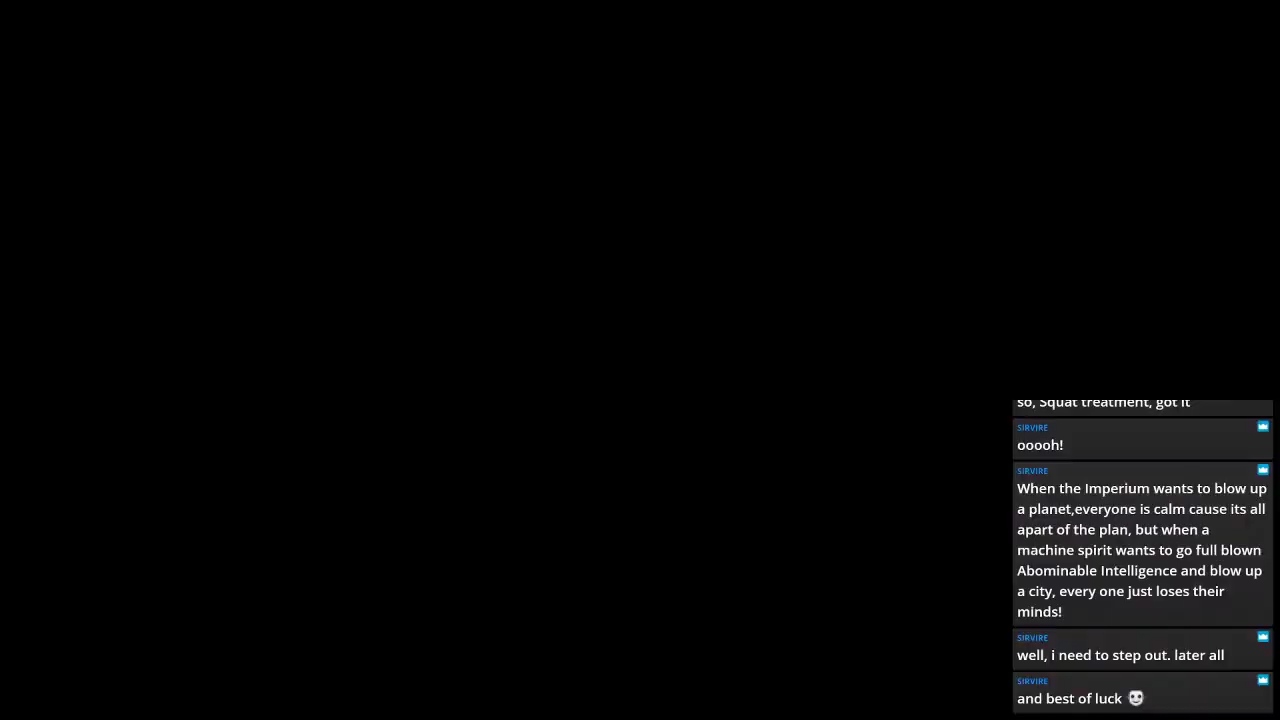 so, Squat treatment, got it
SIRVIRE
ooooh!
SIRVIRE
When the Imperium wants to blow up
a planet,everyone is calm cause its all
apart of the plan, but when a
machine spirit wants to go full blown
Abominable Intelligence and blow up
a city, every one just loses their
minds!
SIRVIRE
well, i need to step out. later all
SIRVIRE
and best of luck